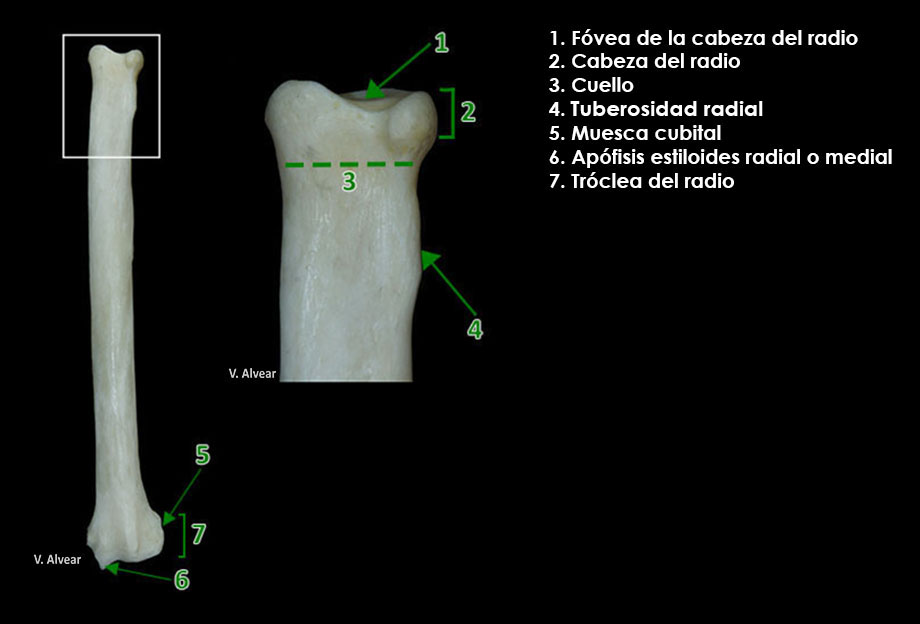 1. Fóvea de la cabeza del radio
2. Cabeza del radio
3. Cuello
4. Tuberosidad radial
5. Muesca cubital
6. Apófisis estiloides radial o medial
7. Tróclea del radio
1
2
3
4
V. Alvear
5
7
V. Alvear
6